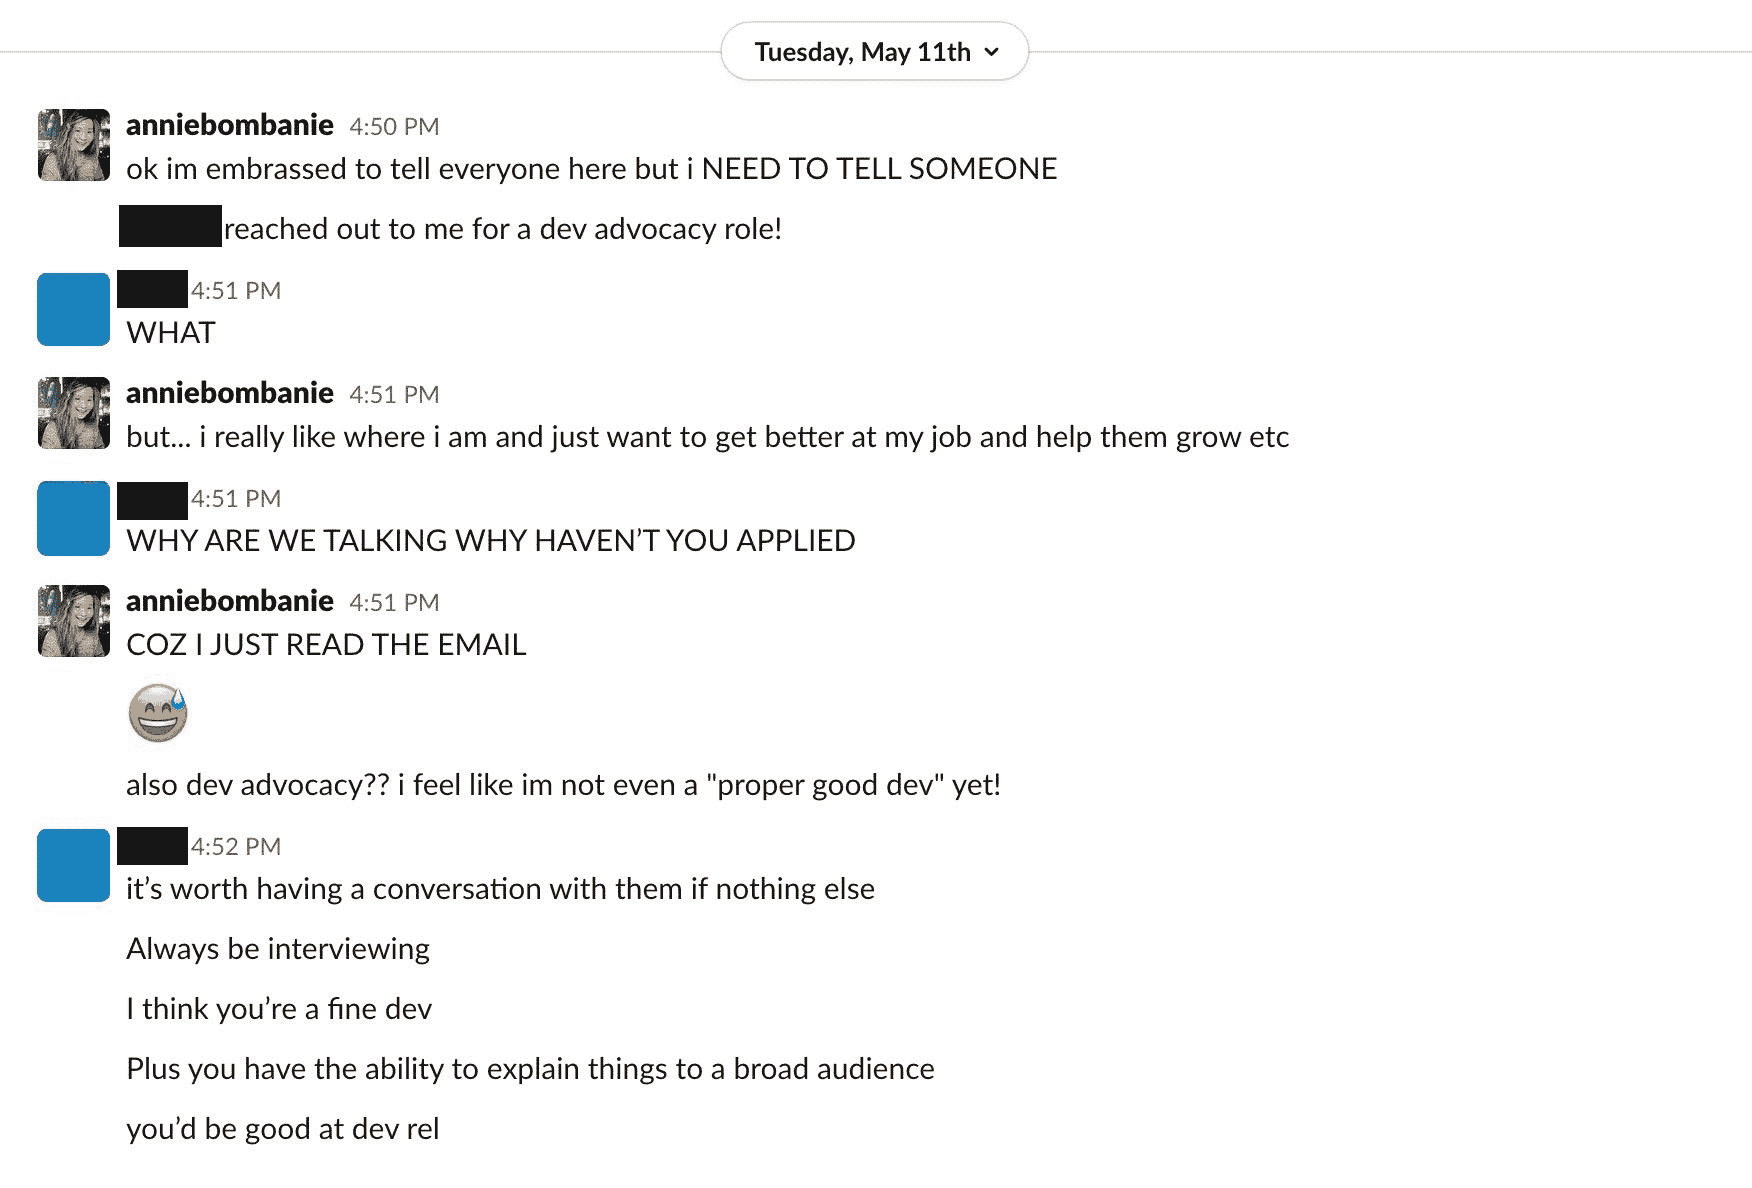 Tuesday, May 11th
anniebombanie 4:50 PM
ok im embrassed to tell everyone here but i NEED TO TELL SOMEONE
reached out to me for a dev advocacy role!
4:51 PM
WHAT
anniebombanie 4:51 PM
but... i really like where i am and just want to get better at my job and help them grow etc
4:51 PM
WHY ARE WE TALKING WHY HAVEN’T YOU APPLIED
anniebombanie 4:51 PM
COZ I JUST READ THE EMAIL
also dev advocacy?? i feel like im not even a "proper good dev" yet!
4:52 PM
it’s worth having a conversation with them if nothing else
Always be interviewing
I think you’re a fine dev
Plus you have the ability to explain things to a broad audience
you’d be good at dev rel